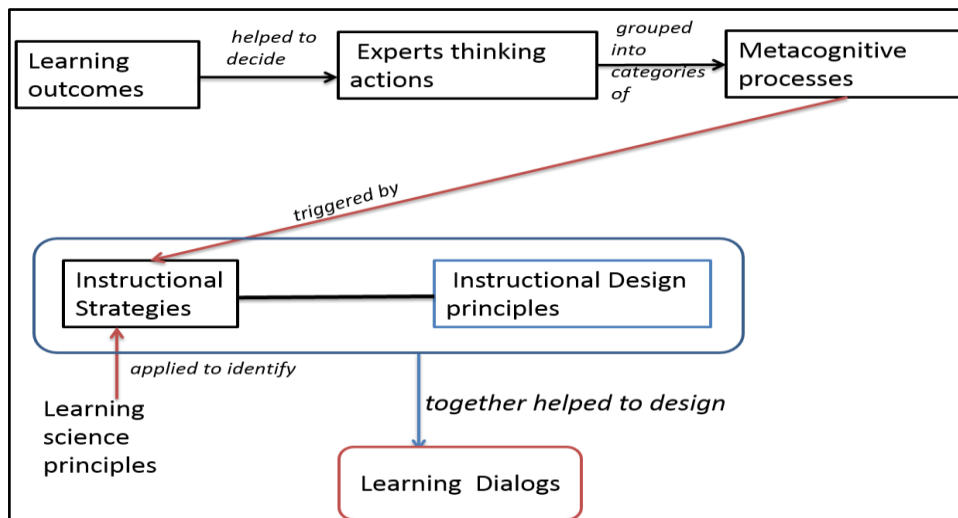 Learning
outcomes
helped to
decide
Experts thinking
actions
grouped
into
categories
of
Metacognitive
processes
triggered by
Instructional
Strategies
Instructional Design
principles
applied to identify
Learning
science
principles
together helped to design
Learning Dialogs